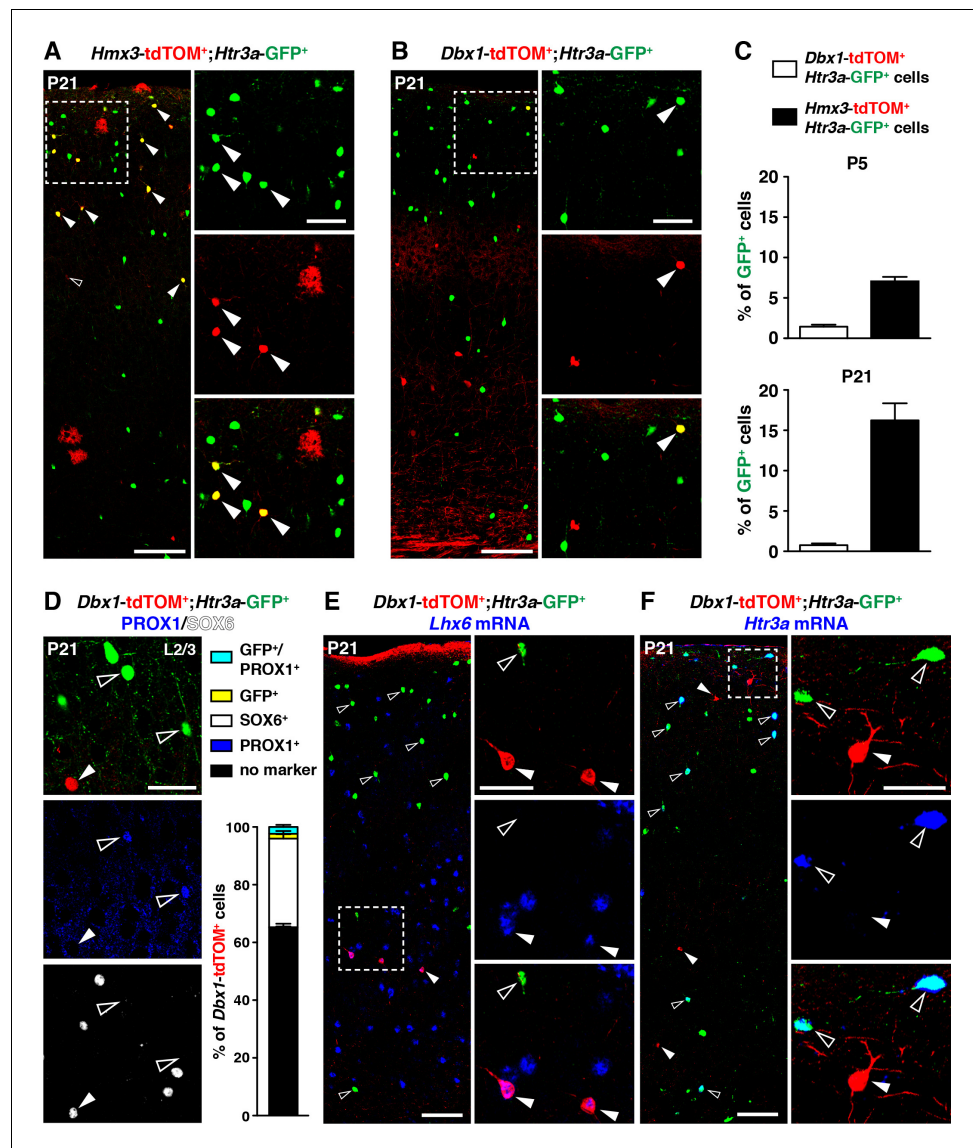 A Hmx3-tdTOM+;Htr3a-GFP+
P21
B Dbx1-tdTOM+;Htr3a-GFP+
P21
C
Dbx1-tdTOM+
Htr3a-GFP+ cells
Hmx3-tdTOM+
Htr3a-GFP+ cells
P5
% of GFP+ cells
20
15
10
5
0
P21
% of GFP+ cells
20
15
10
5
0
D Dbx1-tdTOM+;Htr3a-GFP+
PROX1/SOX6
P21 L2/3
GFP+/
PROX1+
GFP+
SOX6+
PROX1+
no marker
% of Dbx1-tdTOM+ cells
100
80
60
40
20
0
E Dbx1-tdTOM+;Htr3a-GFP+
Lhx6 mRNA
P21
F Dbx1-tdTOM+;Htr3a-GFP+
Htr3a mRNA
P21